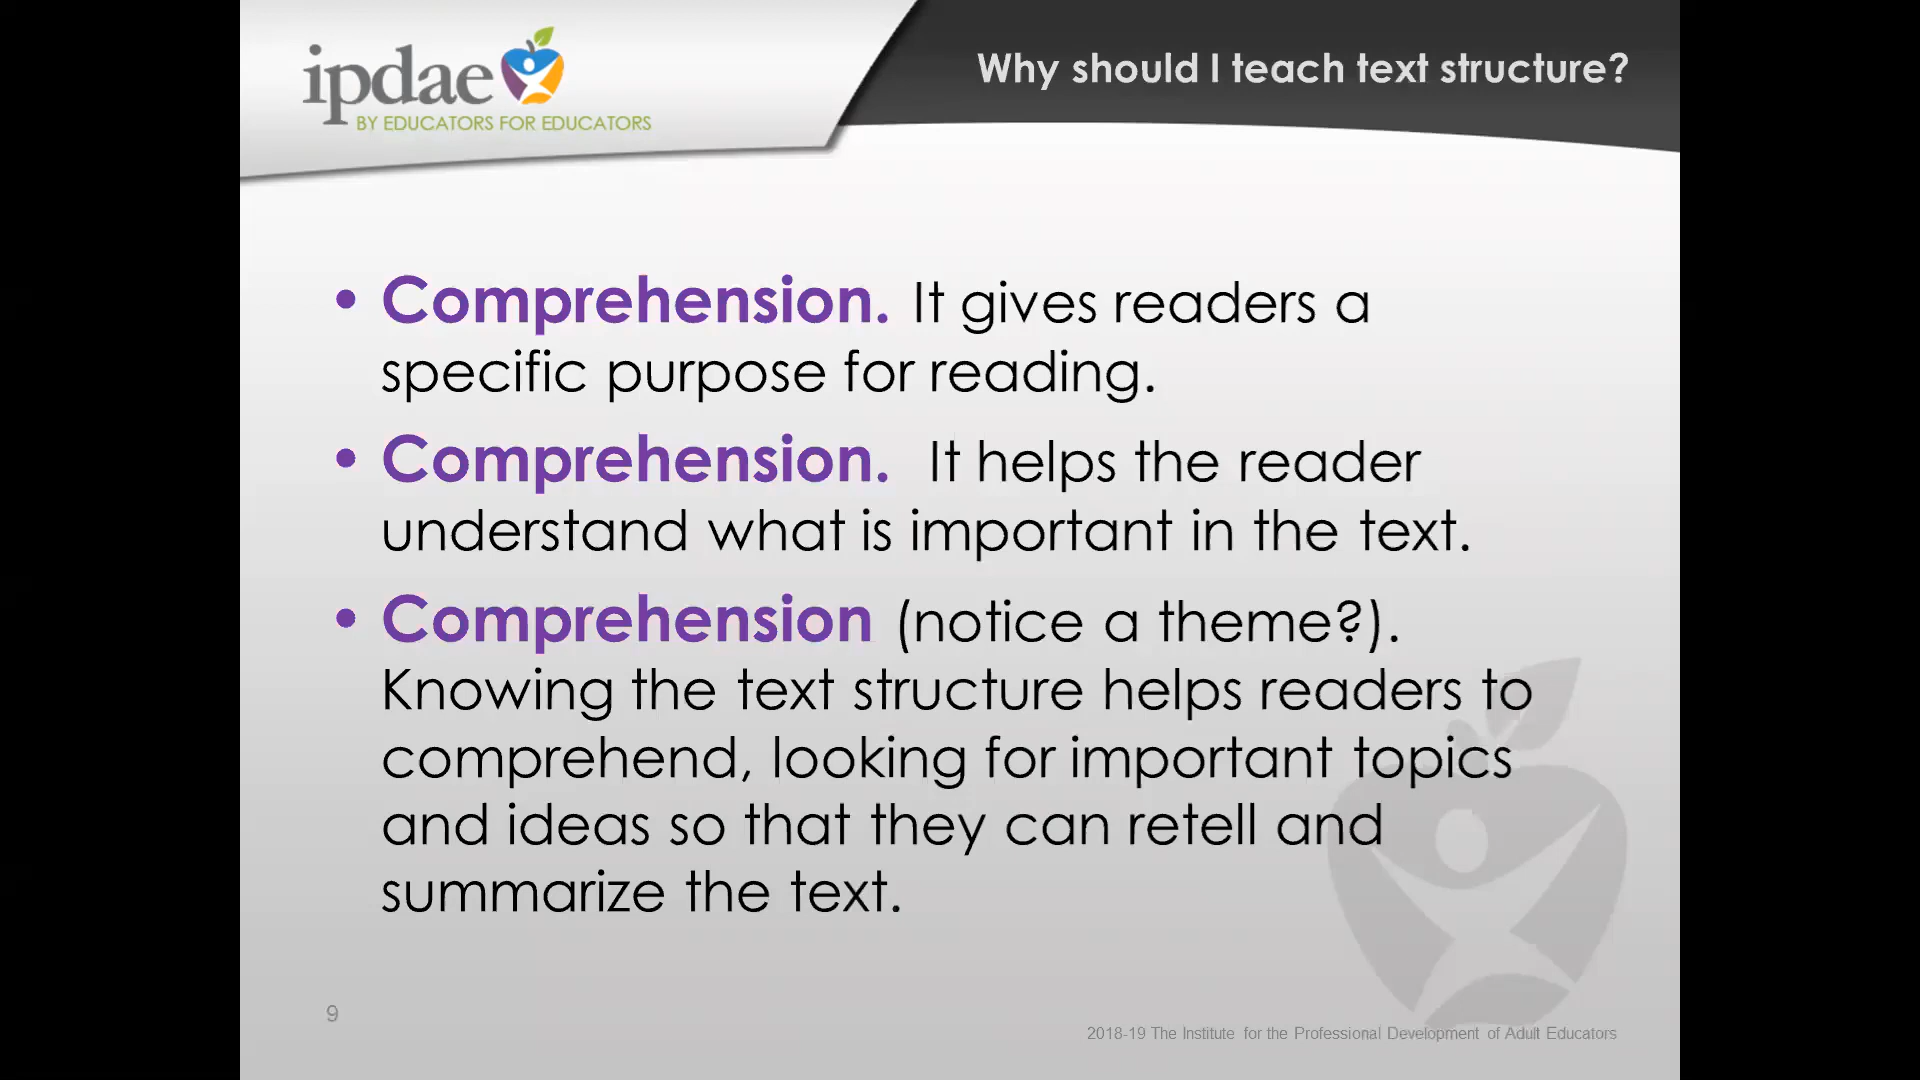 ipdae
BY EDUCATORS FOR EDUCATORS
Why should I teach text structure?
• Comprehension. It gives readers a
specific purpose for reading.
• Comprehension.  It helps the reader
understand what is important in the text.
• Comprehension (notice a theme?).
Knowing the text structure helps readers to
comprehend, looking for important topics
and ideas so that they can retell and
summarize the text.
9
2018-19 The Institute for the Professional Development of Adult Educators